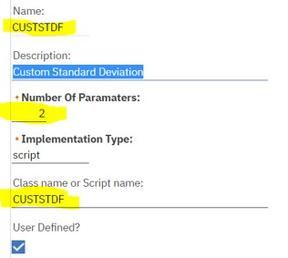 Name:
CUSTSTDF
Description:
Custom Standard Deviation
Number Of Paramaters:
2
Implementation Type:
script
Class name or Script name:
CUSTSTDF
User Defined?